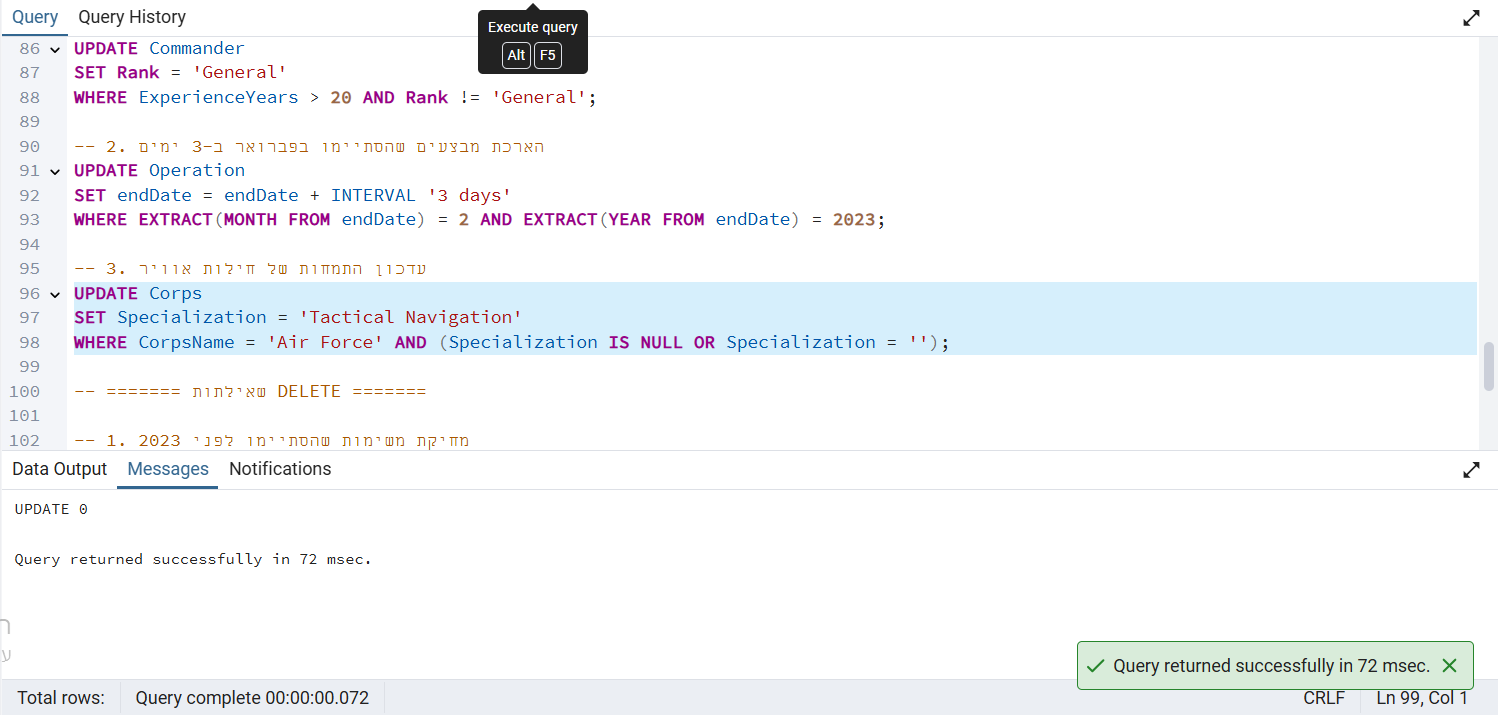 Query Query History
Execute query
Alt F5
86 UPDATE Commander
87 SET Rank = 'General'
88 WHERE ExperienceYears > 20 AND Rank != 'General';
89
90 -- 2. הארכת מבצעים שהסתיימו בפברואר ב-3 ימים
91 UPDATE Operation
92 SET endDate = endDate + INTERVAL '3 days'
93 WHERE EXTRACT(MONTH FROM endDate) = 2 AND EXTRACT(YEAR FROM endDate) = 2023;
94
95 -- 3. עדכון התמחות של חילות אוויר
96 UPDATE Corps
97 SET Specialization = 'Tactical Navigation'
98 WHERE CorpsName = 'Air Force' AND (Specialization IS NULL OR Specialization = '');
99
100 -- ======= שאילתות DELETE =======
101
102 -- 1. מחיקת משימות שהסתיימו לפני 2023
Data Output Messages Notifications
UPDATE 0
Query returned successfully in 72 msec.
ר
ע
Query returned successfully in 72 msec.
Total rows: Query complete 00:00:00.072 CRLF Ln 99, Col 1